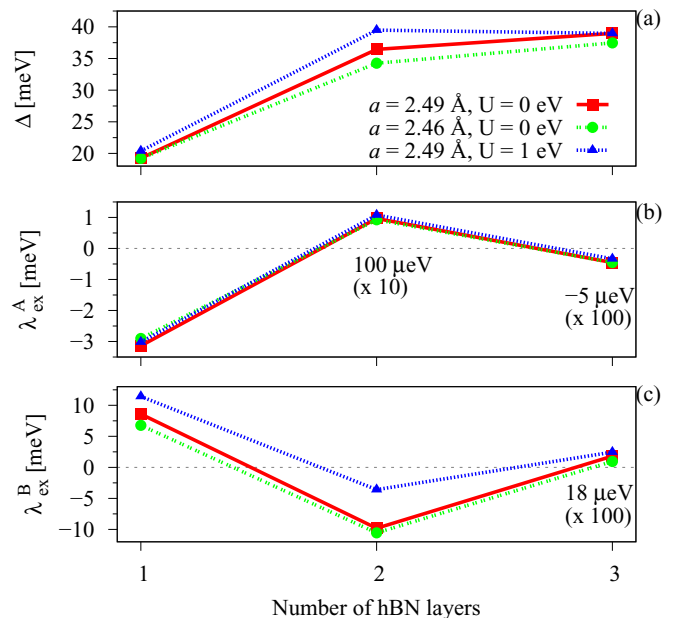 (a)
Δ [meV]
40
35
30
25
20
a = 2.49 Å, U = 0 eV
a = 2.46 Å, U = 0 eV
a = 2.49 Å, U = 1 eV
(b)
λ_ex^A [meV]
1
0
−1
−2
−3
100 μeV
(x 10)
−5 μeV
(x 100)
(c)
λ_ex^B [meV]
10
5
0
−5
−10
18 μeV
(x 100)
1 2 3
Number of hBN layers